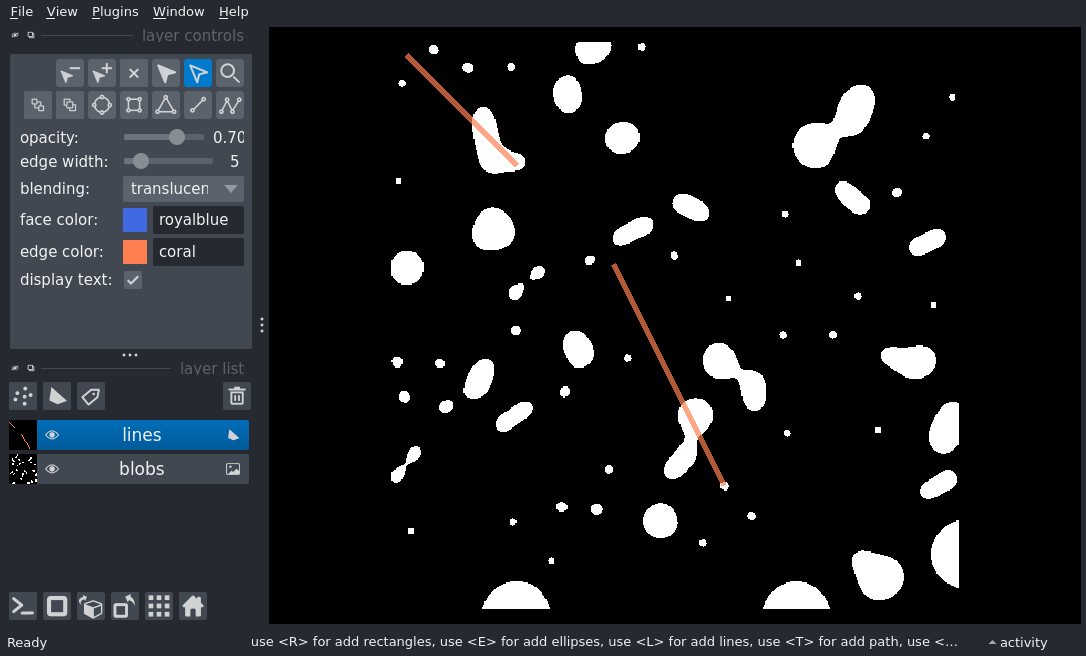 File View Plugins Window Help
layer controls
opacity: 0.70
edge width: 5
blending: translucen
face color: royalblue
edge color: coral
display text:
layer list
lines
blobs
Ready use <R> for add rectangles, use <E> for add ellipses, use <L> for add lines, use <T> for add path, use <... activity